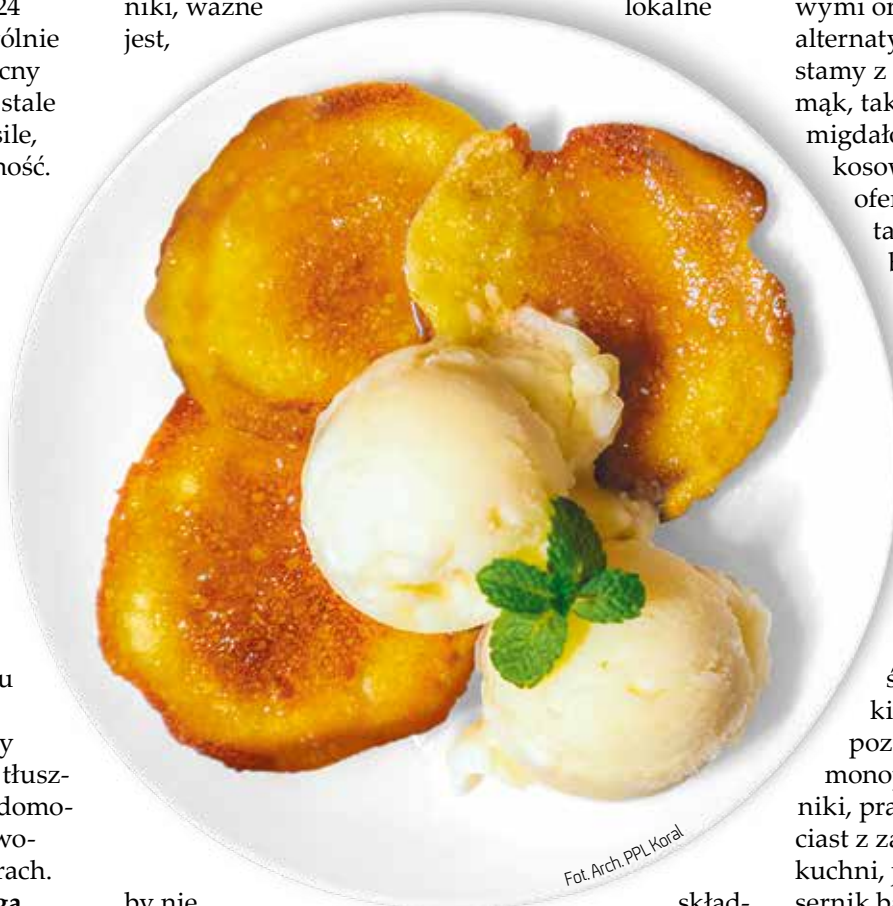 24
ólnie
cny
stale
sile,
ność.
u
y
tłusz-
domo-
wo-
rach.
ga
niki, ważne
jest,
by nie
lokalne
skład-
wymi or
alternaty
stamy z
mąk, tak
migdało
kosow
ofer
ta
ś
ki
poz
mono
niki, pra
ciast z za
kuchni,
sernik b
Fot. Arch. PPL Koral